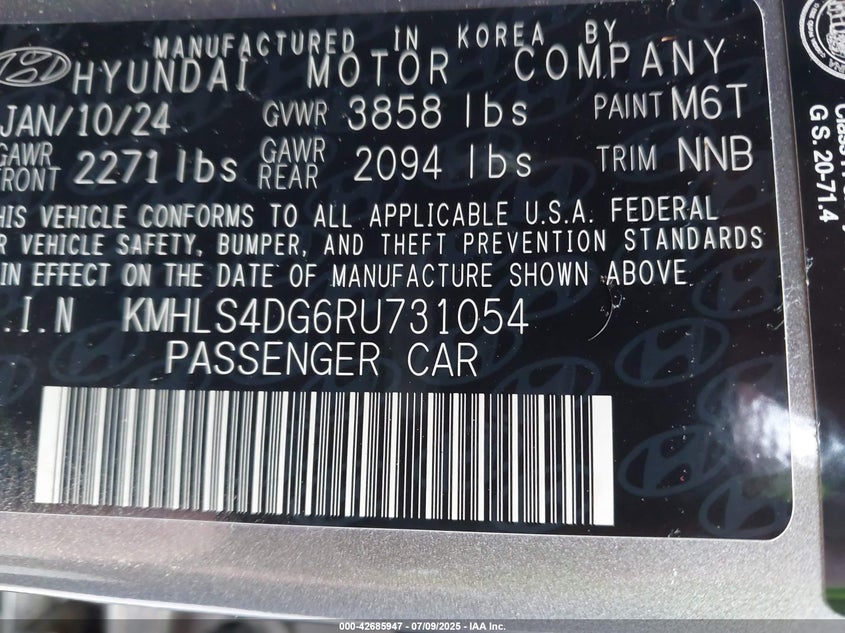 MANUFACTURED IN KOREA BY
HYUNDAI MOTOR COMPANY
JAN/10/24 GVWR 3858 lbs PAINT M6T
GAWR FRONT 2271 lbs GAWR REAR 2094 lbs TRIM NNB
THIS VEHICLE CONFORMS TO ALL APPLICABLE U.S.A. FEDERAL
VEHICLE SAFETY, BUMPER, AND THEFT PREVENTION STANDARDS
IN EFFECT ON THE DATE OF MANUFACTURE SHOWN ABOVE.
.I.N KMHLS4DG6RU731054
PASSENGER CAR
G S. 20-71.4
000-42685947 - 07/09/2025 - IAA Inc.